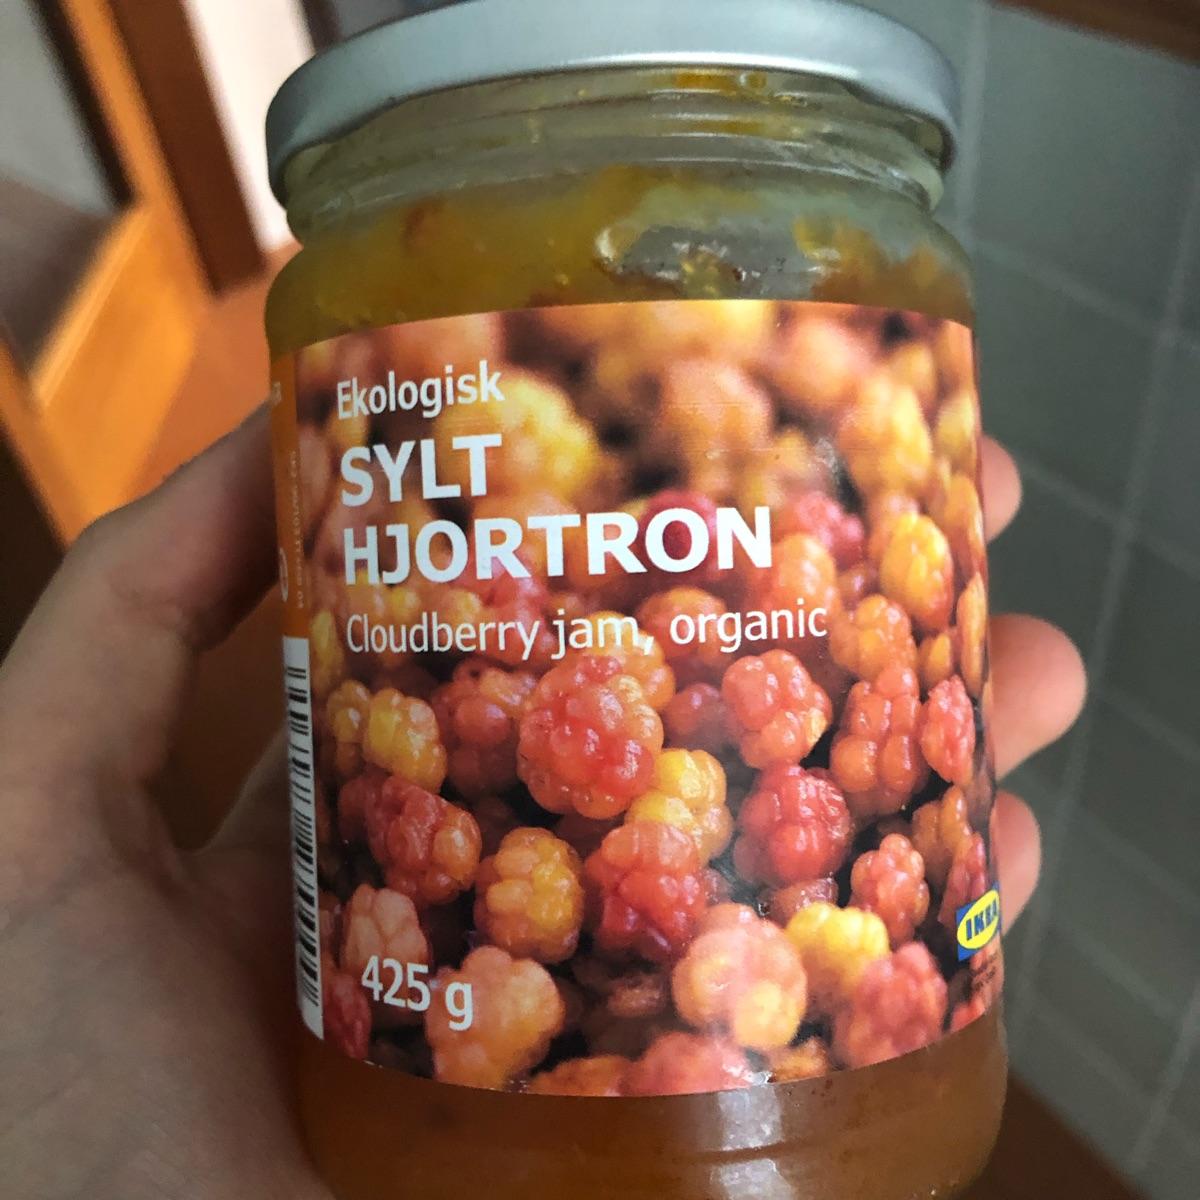 Ekologisk
SYLT
HJORTRON
Cloudberry jam, organic
425 g
IKEA